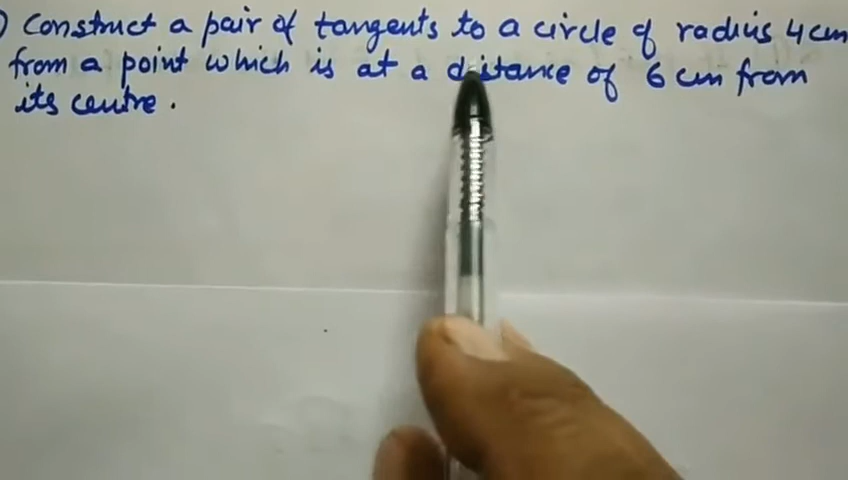 ) Construct a pair of tangents to a circle of radius 4 cm
from a point which is at a distance of 6 cm from
its centre.